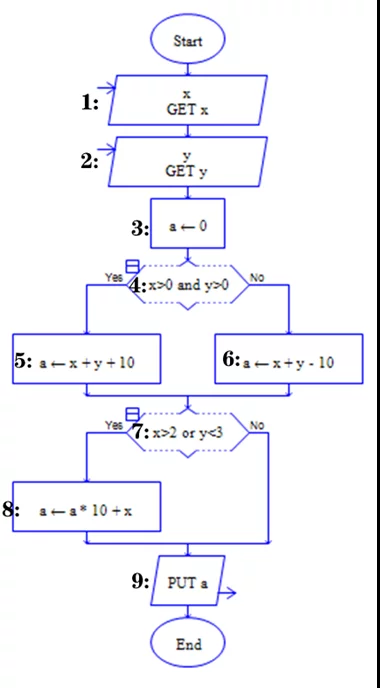 Start
1: x
GET x
2: y
GET y
3: a ← 0
Yes 4: x>0 and y>0 No
5: a ← x + y + 10
6: a ← x + y - 10
Yes 7: x>2 or y<3 No
8: a ← a * 10 + x
9: PUT a
End